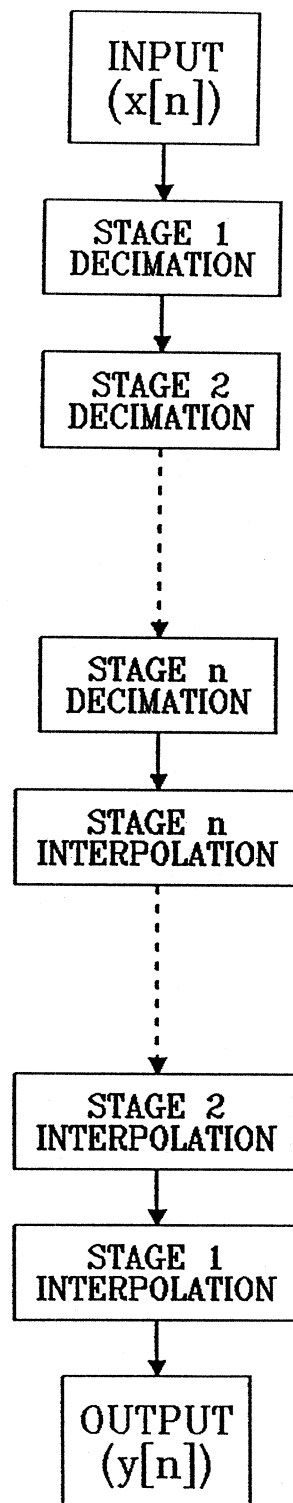 INPUT
(x[n])
STAGE 1
DECIMATION
STAGE 2
DECIMATION
STAGE n
DECIMATION
STAGE n
INTERPOLATION
STAGE 2
INTERPOLATION
STAGE 1
INTERPOLATION
OUTPUT
(y[n])